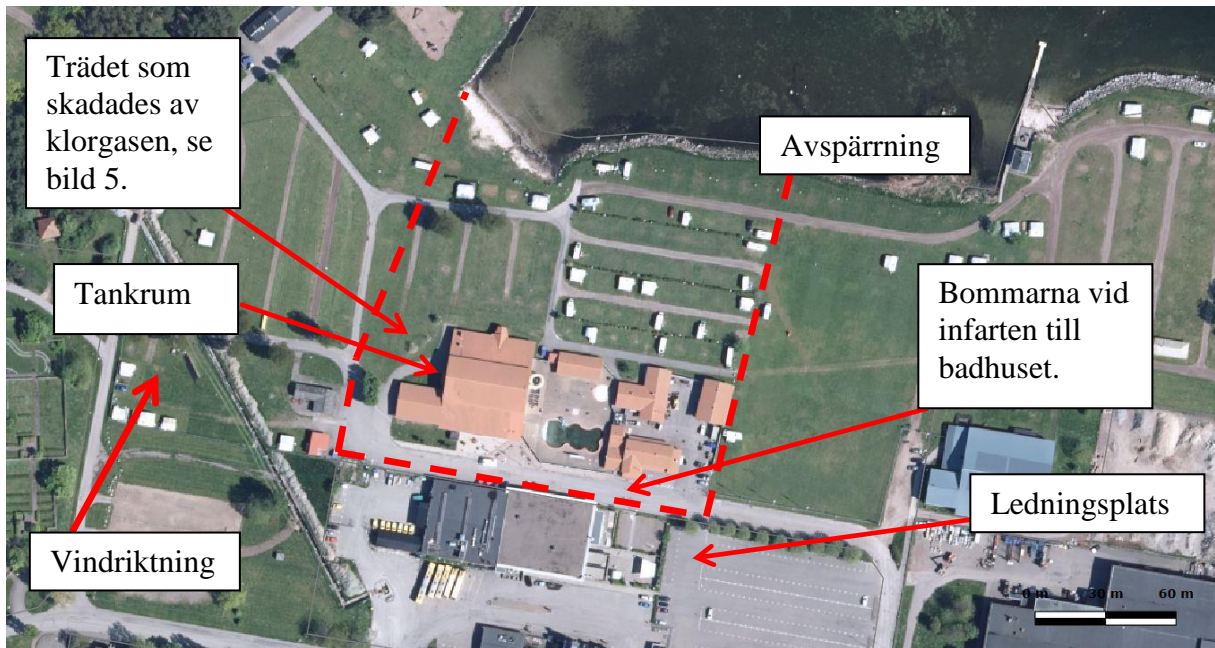 Trädet som
skadades av
klorgasen, se
bild 5.
Avspärrning
Tankrum
Bommarna vid
infarten till
badhuset.
Vindriktning
Ledningsplats
0 m 30 m 60 m